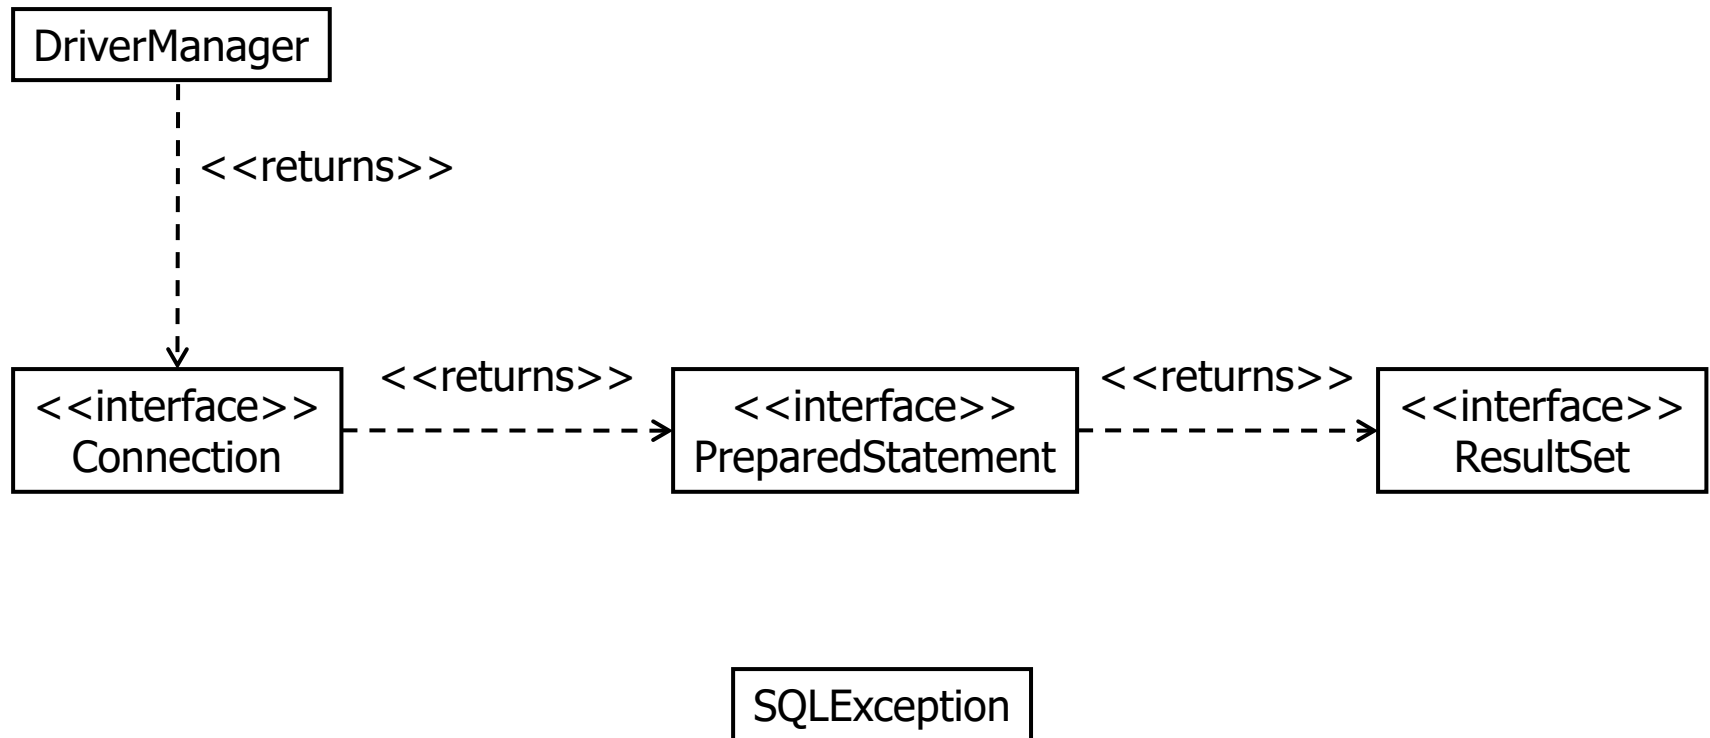 DriverManager
<<returns>>
<<returns>>
<<returns>>
<<interface>>
Connection
<<interface>>
PreparedStatement
<<interface>>
ResultSet
SQLException